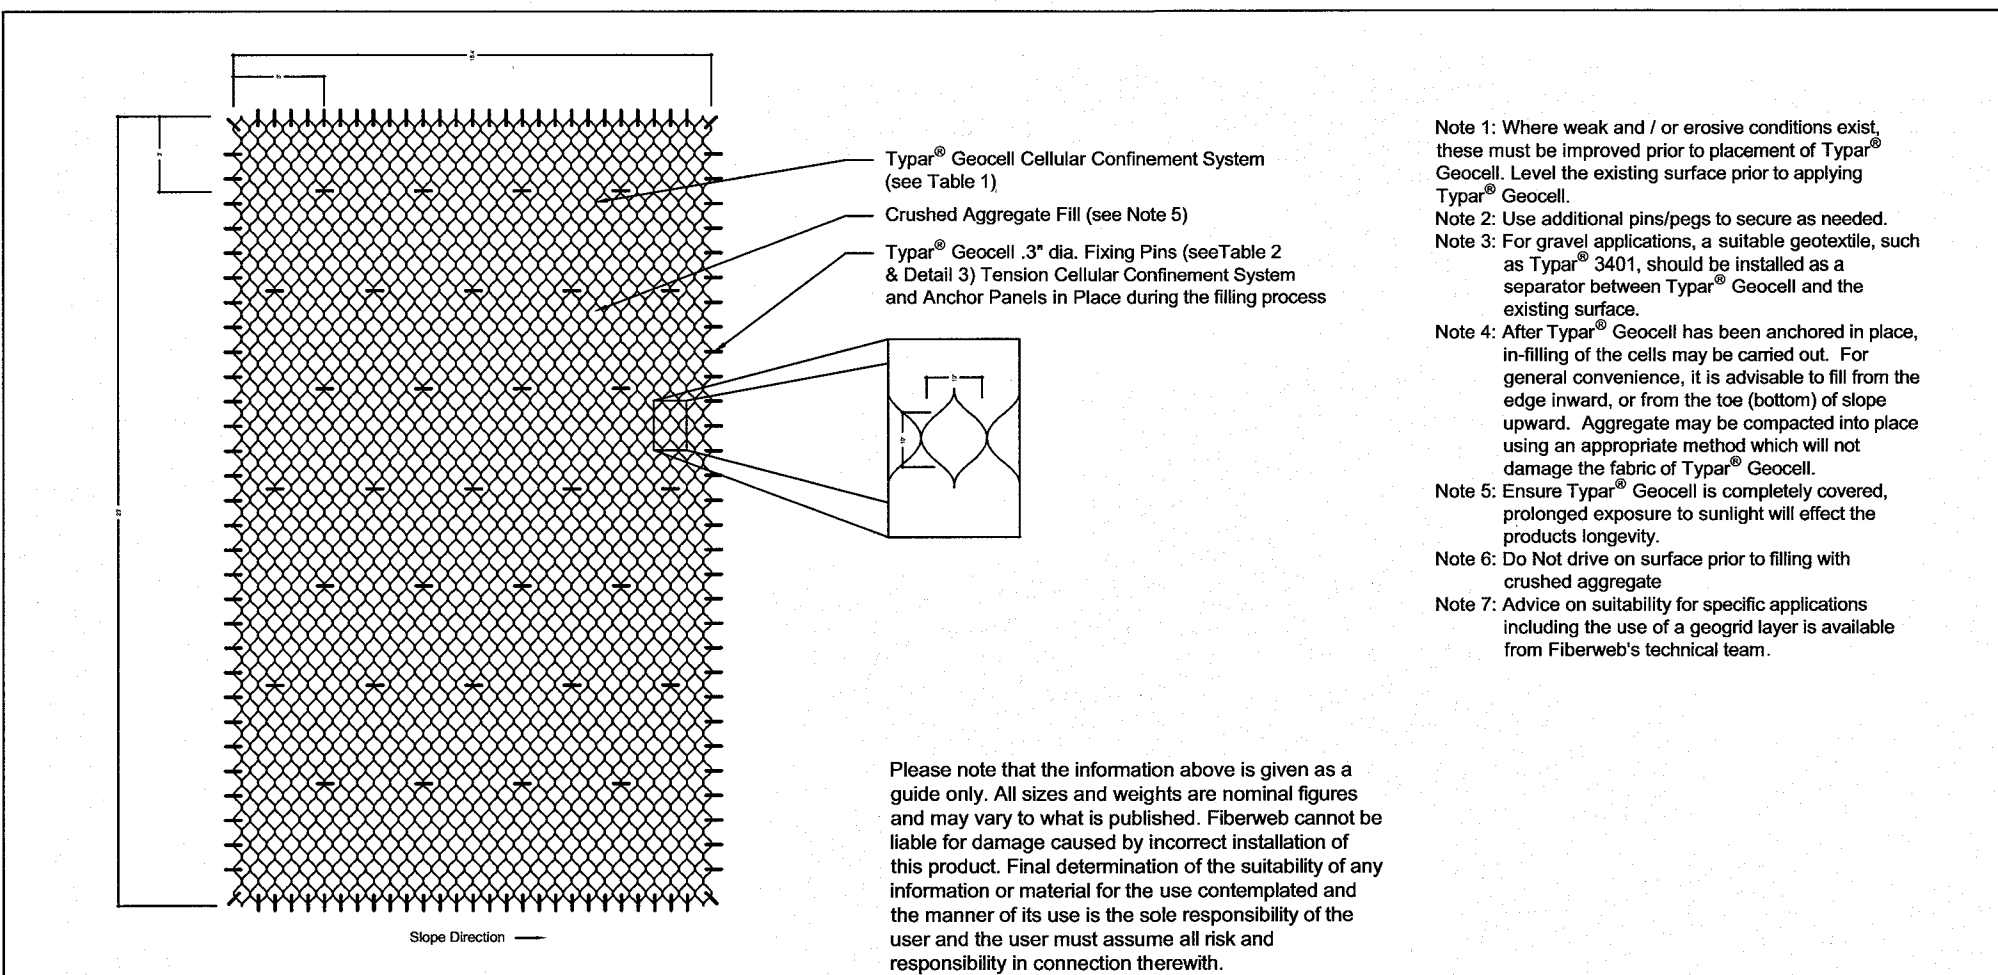 Typar® Geocell Cellular Confinement System
(see Table 1)
Crushed Aggregate Fill (see Note 5)
Typar® Geocell .3" dia. Fixing Pins (seeTable 2
& Detail 3) Tension Cellular Confinement System
and Anchor Panels in Place during the filling process
Slope Direction
Note 1: Where weak and / or erosive conditions exist,
these must be improved prior to placement of Typar®
Geocell. Level the existing surface prior to applying
Typar® Geocell.
Note 2: Use additional pins/pegs to secure as needed.
Note 3: For gravel applications, a suitable geotextile, such
as Typar® 3401, should be installed as a
separator between Typar® Geocell and the
existing surface.
Note 4: After Typar® Geocell has been anchored in place,
in-filling of the cells may be carried out. For
general convenience, it is advisable to fill from the
edge inward, or from the toe (bottom) of slope
upward. Aggregate may be compacted into place
using an appropriate method which will not
damage the fabric of Typar® Geocell.
Note 5: Ensure Typar® Geocell is completely covered,
prolonged exposure to sunlight will effect the
products longevity.
Note 6: Do Not drive on surface prior to filling with
crushed aggregate
Note 7: Advice on suitability for specific applications
including the use of a geogrid layer is available
from Fiberweb's technical team.
Please note that the information above is given as a
guide only. All sizes and weights are nominal figures
and may vary to what is published. Fiberweb cannot be
liable for damage caused by incorrect installation of
this product. Final determination of the suitability of any
information or material for the use contemplated and
the manner of its use is the sole responsibility of the
user and the user must assume all risk and
responsibility in connection therewith.